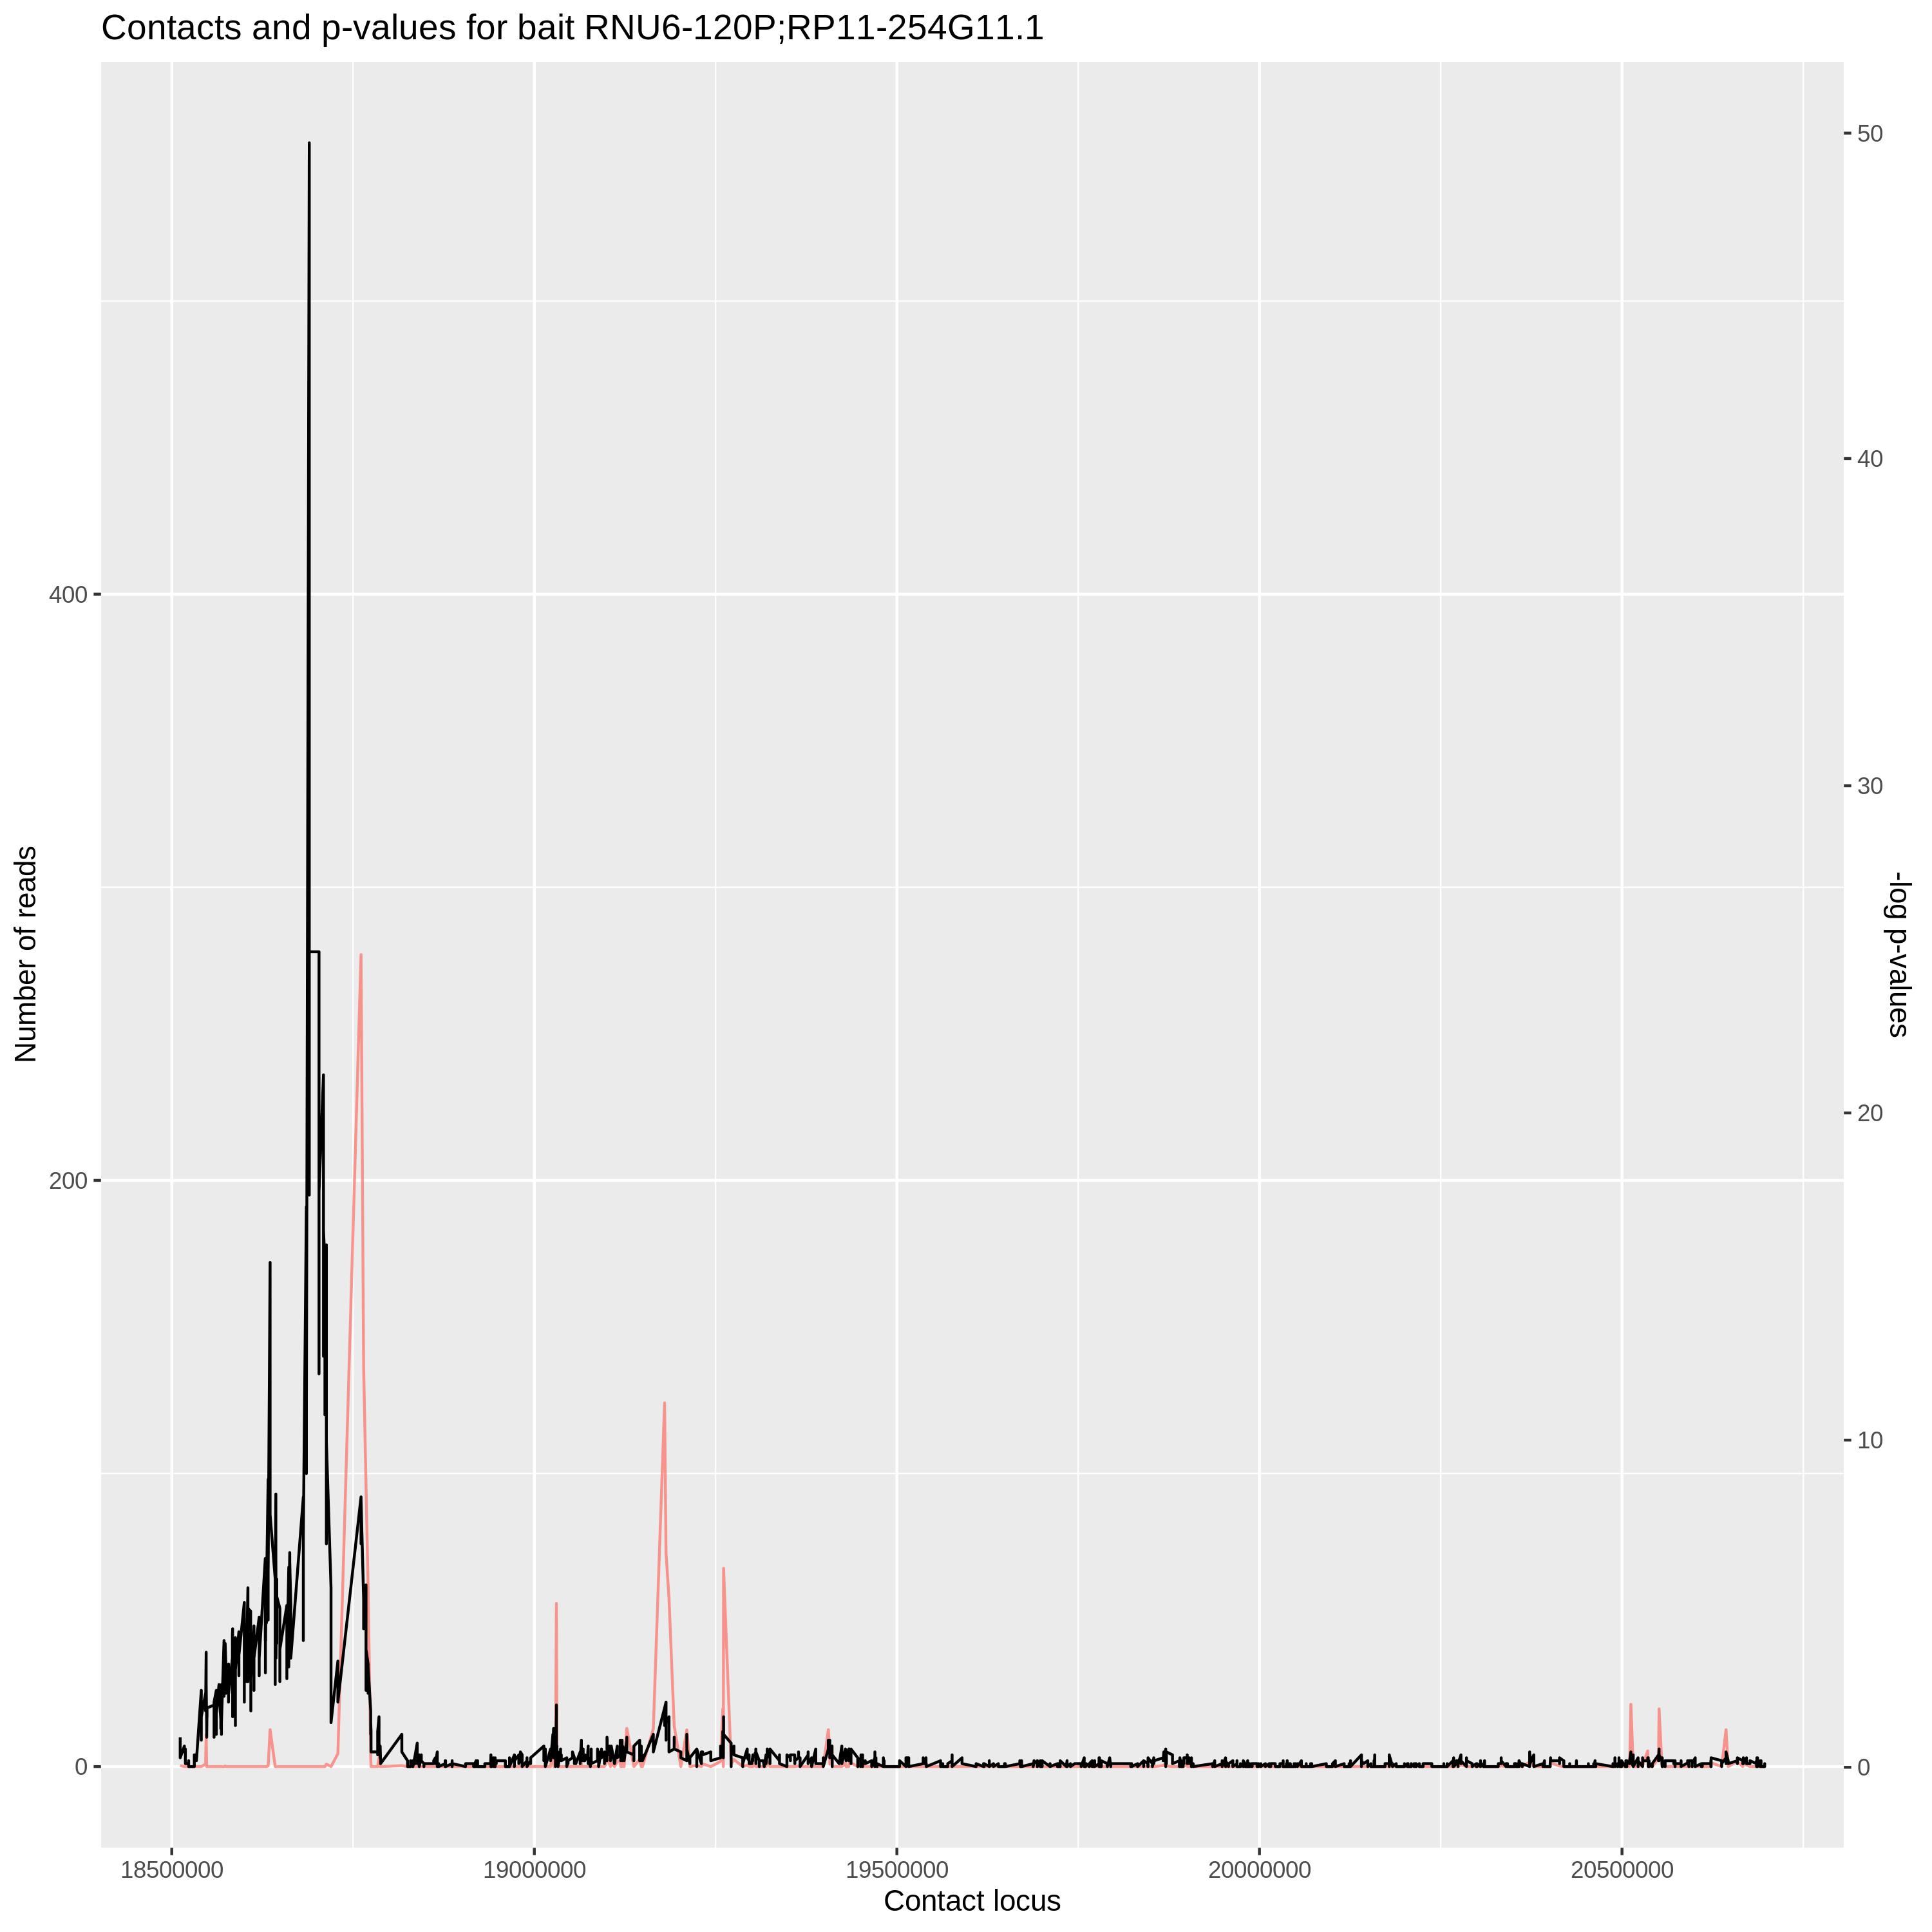 Contacts and p-values for bait RNU6-120P;RP11-254G11.1
Number of reads
400
200
0
50
40
30
20
10
0
-log p-values
18500000 19000000 19500000 20000000 20500000
Contact locus